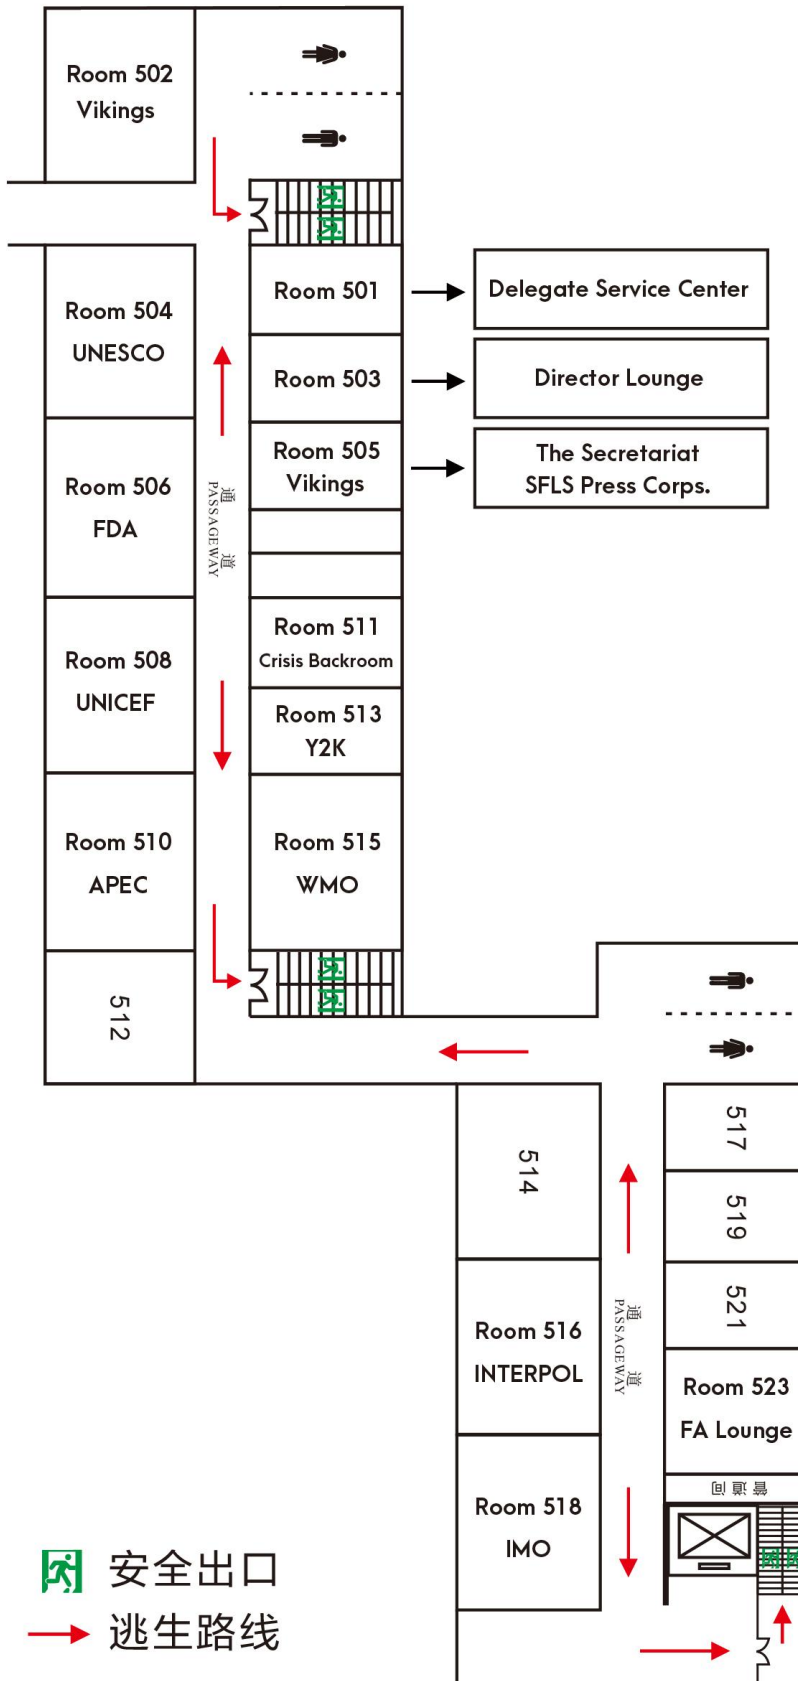 Room 502
Vikings
Room 501
Delegate Service Center
Room 504
UNESCO
Room 503
Director Lounge
Room 505
Vikings
The Secretariat
SFLS Press Corps.
Room 506
FDA
通道
PASSAGEWAY
Room 511
Crisis Backroom
Room 508
UNICEF
Room 513
Y2K
Room 510
APEC
Room 515
WMO
512
514
517
519
521
Room 516
INTERPOL
通道
PASSAGEWAY
Room 523
FA Lounge
管道间
Room 518
IMO
安全出口
逃生路线